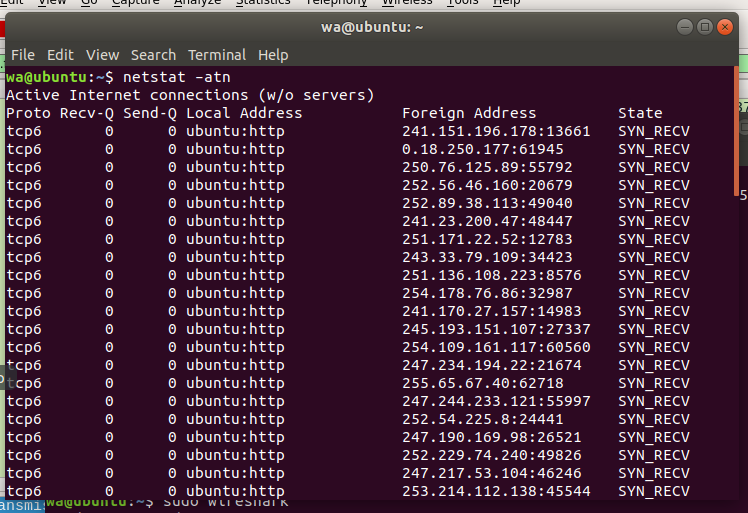 Edit View Go Capture Analyze Statistics Telephony Wireless Tools Help
wa@ubuntu: ~
File Edit View Search Terminal Help
wa@ubuntu:~$ netstat -atn
Active Internet connections (w/o servers)
Proto Recv-Q Send-Q Local Address Foreign Address State
tcp6 0 0 ubuntu:http 241.151.196.178:13661 SYN_RECV
tcp6 0 0 ubuntu:http 0.18.250.177:61945 SYN_RECV
tcp6 0 0 ubuntu:http 250.76.125.89:55792 SYN_RECV
tcp6 0 0 ubuntu:http 252.56.46.160:20679 SYN_RECV
tcp6 0 0 ubuntu:http 252.89.38.113:49040 SYN_RECV
tcp6 0 0 ubuntu:http 241.23.200.47:48447 SYN_RECV
tcp6 0 0 ubuntu:http 251.171.22.52:12783 SYN_RECV
tcp6 0 0 ubuntu:http 243.33.79.109:34423 SYN_RECV
tcp6 0 0 ubuntu:http 251.136.108.223:8576 SYN_RECV
tcp6 0 0 ubuntu:http 254.178.76.86:32987 SYN_RECV
tcp6 0 0 ubuntu:http 241.170.27.157:14983 SYN_RECV
tcp6 0 0 ubuntu:http 245.193.151.107:27337 SYN_RECV
tcp6 0 0 ubuntu:http 254.109.161.117:60560 SYN_RECV
tcp6 0 0 ubuntu:http 247.234.194.22:21674 SYN_RECV
tcp6 0 0 ubuntu:http 255.65.67.40:62718 SYN_RECV
tcp6 0 0 ubuntu:http 247.244.233.121:55997 SYN_RECV
tcp6 0 0 ubuntu:http 252.54.225.8:24441 SYN_RECV
tcp6 0 0 ubuntu:http 247.190.169.98:26521 SYN_RECV
tcp6 0 0 ubuntu:http 252.229.74.240:49826 SYN_RECV
tcp6 0 0 ubuntu:http 247.217.53.104:46246 SYN_RECV
tcp6 0 0 ubuntu:http 253.214.112.138:45544 SYN_RECV
ansmi wa@ubuntu:~$ sudo wireshark